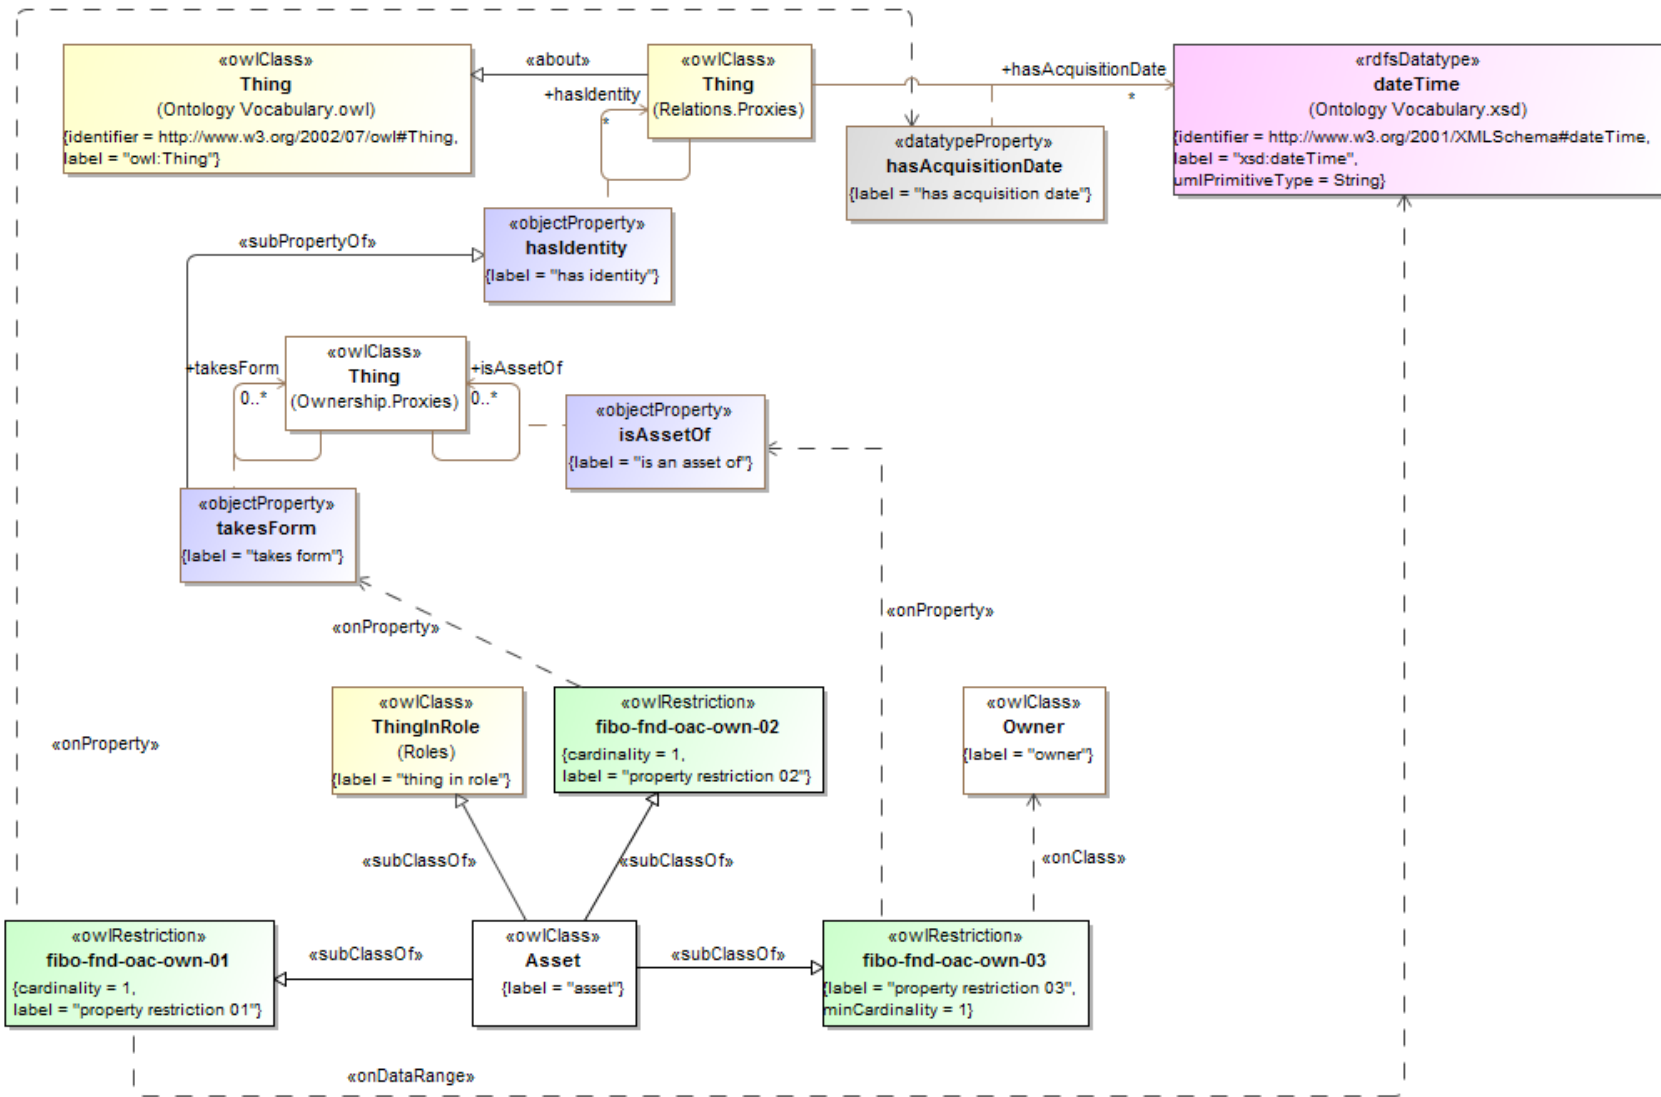 «owlClass»
Thing
(Ontology Vocabulary.owl)
{identifier = http://www.w3.org/2002/07/owl#Thing,
label = "owl:Thing"}
«about»
+hasIdentity
*
«owlClass»
Thing
(Relations.Proxies)
+hasAcquisitionDate
*
«rdfsDatatype»
dateTime
(Ontology Vocabulary.xsd)
{identifier = http://www.w3.org/2001/XMLSchema#dateTime,
label = "xsd:dateTime",
umlPrimitiveType = String}
«datatypeProperty»
hasAcquisitionDate
{label = "has acquisition date"}
«subPropertyOf»
«objectProperty»
hasIdentity
{label = "has identity"}
+takesForm
0..*
«owlClass»
Thing
(Ownership.Proxies)
+isAssetOf
0..*
«objectProperty»
isAssetOf
{label = "is an asset of"}
«objectProperty»
takesForm
{label = "takes form"}
«onProperty»
«onProperty»
«onProperty»
«owlClass»
ThingInRole
(Roles)
{label = "thing in role"}
«owlRestriction»
fibo-fnd-oac-own-02
{cardinality = 1,
label = "property restriction 02"}
«owlClass»
Owner
{label = "owner"}
«subClassOf»
«subClassOf»
«onClass»
«owlRestriction»
fibo-fnd-oac-own-01
{cardinality = 1,
label = "property restriction 01"}
«subClassOf»
«owlClass»
Asset
{label = "asset"}
«subClassOf»
«owlRestriction»
fibo-fnd-oac-own-03
{label = "property restriction 03",
minCardinality = 1}
«onDataRange»